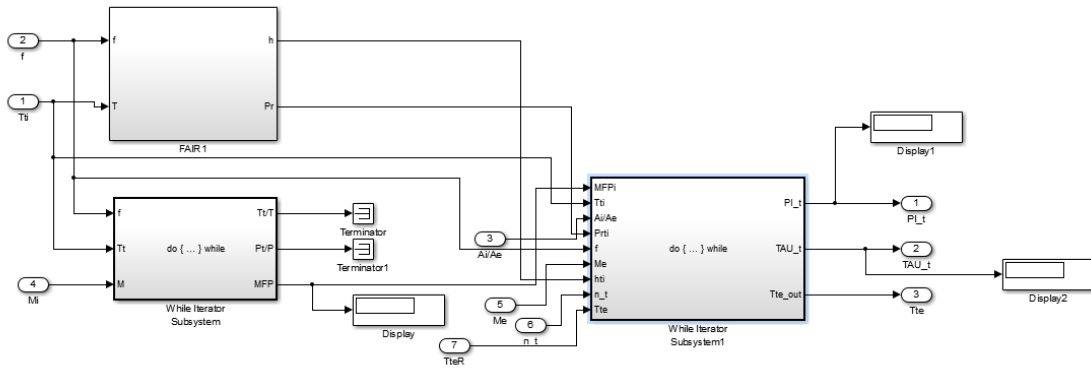 2
f
1
Tti
f
T
h
Pr
FAIR1
f
Tt
M
do { ... } while
Tt/T
Pt/P
MFP
While Iterator
Subsystem
4
Mi
Terminator
Terminator1
Display
3
Ai/Ae
5
Me
6
n_t
7
TteR
MFPi
Tti
Ai/Ae
Prti
f
Me
hti
n_t
Tte
do { ... } while
PI_t
TAU_t
Tte_out
While Iterator
Subsystem1
Display1
1
PI_t
2
TAU_t
3
Tte
Display2